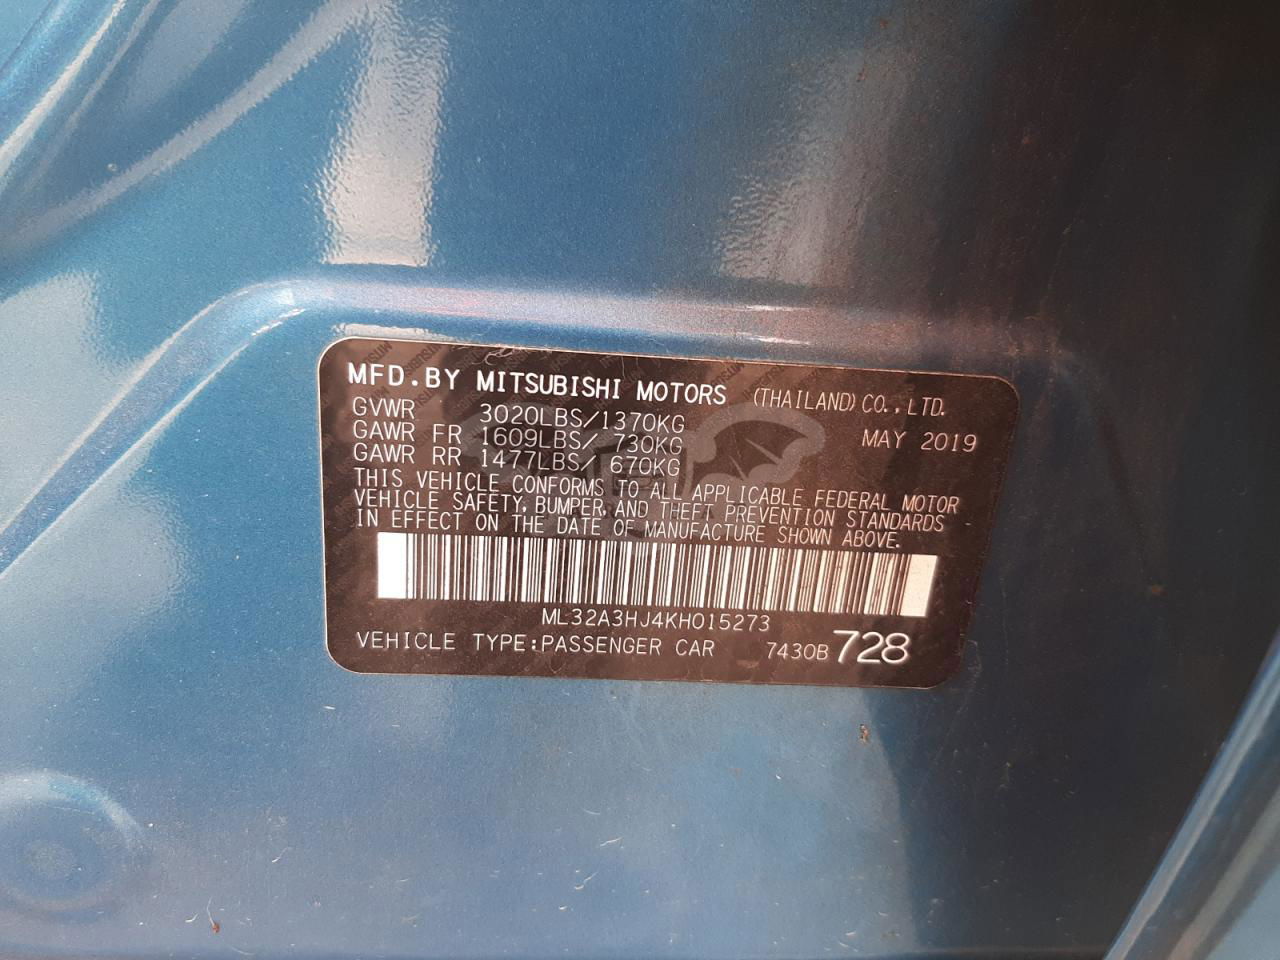 MFD.BY MITSUBISHI MOTORS (THAILAND)CO.,LTD.
GVWR 3020LBS/1370KG MAY 2019
GAWR FR 1609LBS/ 730KG
GAWR RR 1477LBS/ 670KG
THIS VEHICLE CONFORMS TO ALL APPLICABLE FEDERAL MOTOR
VEHICLE SAFETY, BUMPER, AND THEFT PREVENTION STANDARDS
IN EFFECT ON THE DATE OF MANUFACTURE SHOWN ABOVE.
ML32A3HJ4KH015273
VEHICLE TYPE:PASSENGER CAR 7430B 728